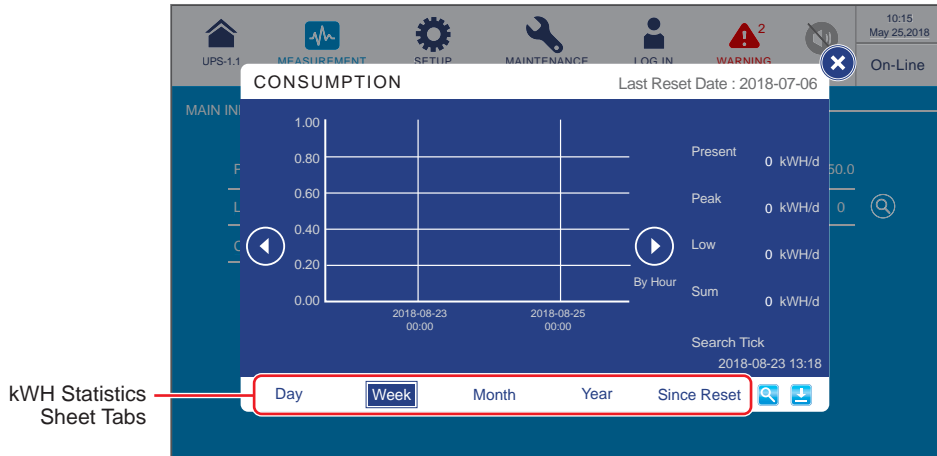 10:15
May 25,2018
2
UPS-1.1
MEASUREMENT
SETUP
MAINTENANCE
LOG IN
WARNING
On-Line
CONSUMPTION
Last Reset Date : 2018-07-06
MAIN IN
1.00
0.80
0.60
0.40
0.20
0.00
2018-08-23
00:00
2018-08-25
00:00
By Hour
Present
0 kWH/d
Peak
0 kWH/d
Low
0 kWH/d
Sum
0 kWH/d
Search Tick
2018-08-23 13:18
50.0
0
L
Day
Week
Month
Year
Since Reset
kWH Statistics
Sheet Tabs